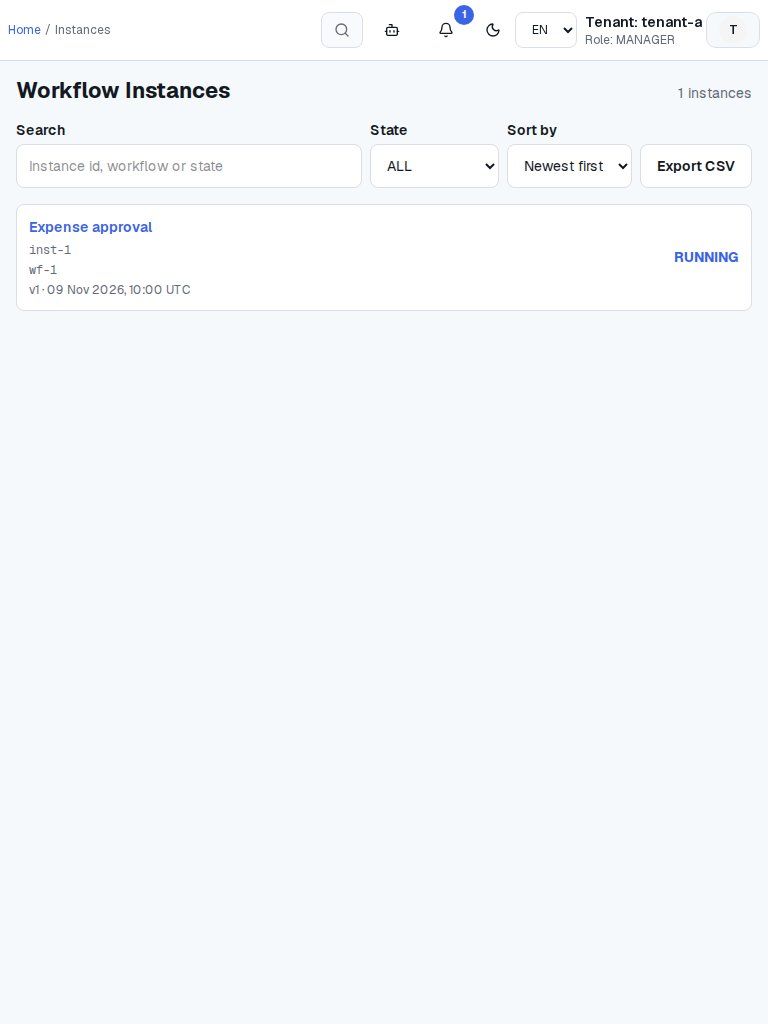 Home / Instances
1
EN
Tenant: tenant-a
Role: MANAGER
T
Workflow Instances
1 instances
Search
State
Sort by
Instance id, workflow or state
ALL
Newest first
Export CSV
Expense approval
inst-1
wf-1
v1 · 09 Nov 2026, 10:00 UTC
RUNNING